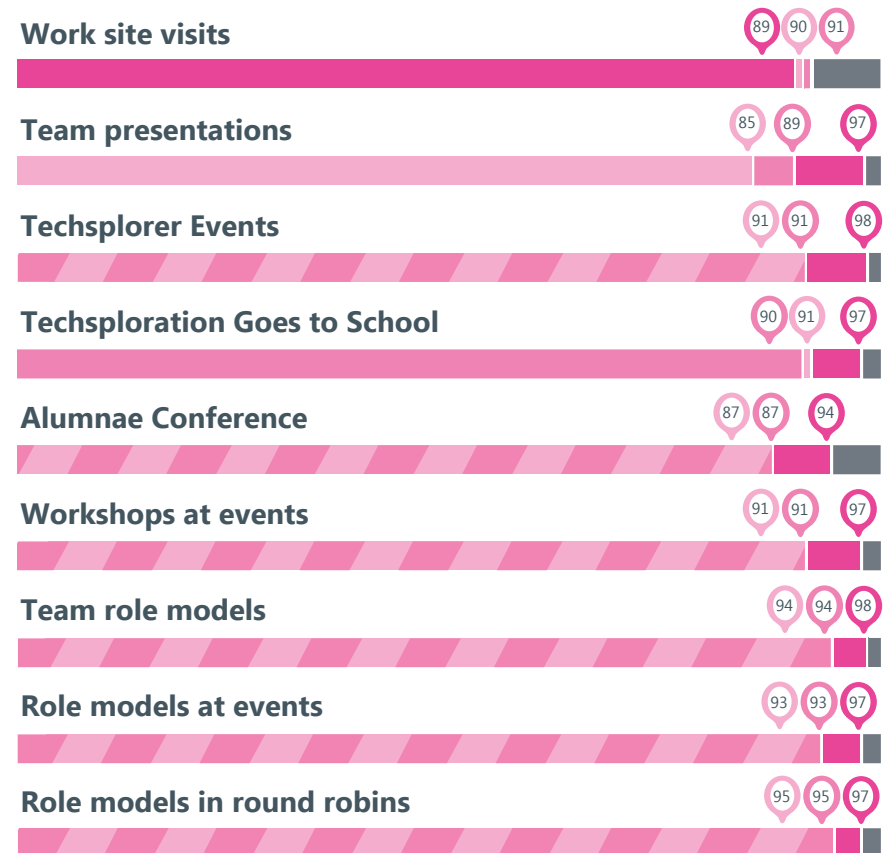 Work site visits
89 90 91
Team presentations
85 89 97
Techsplorer Events
91 91 98
Techsploration Goes to School
90 91 97
Alumnae Conference
87 87 94
Workshops at events
91 91 97
Team role models
94 94 98
Role models at events
93 93 97
Role models in round robins
95 95 97